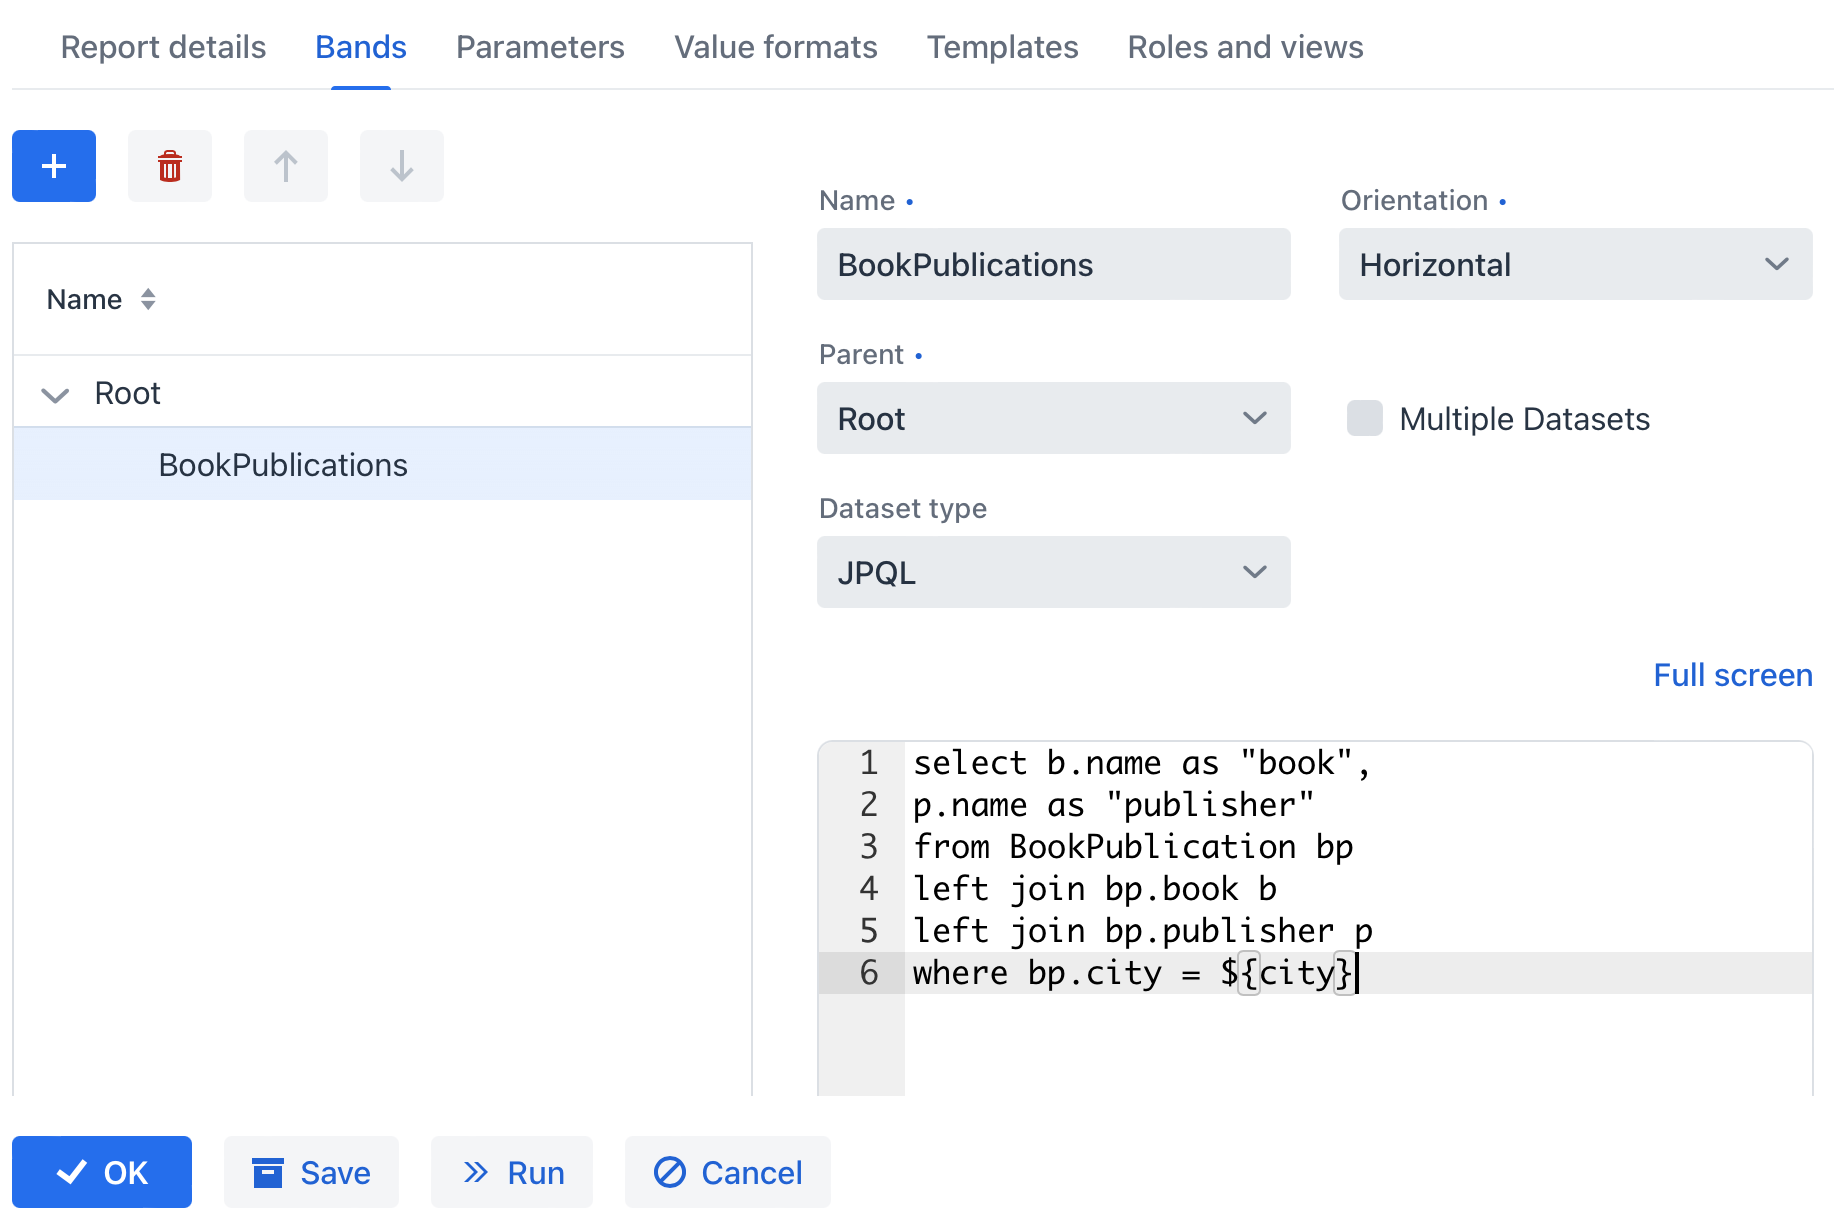 Report details Bands Parameters Value formats Templates Roles and views
Name
Root
BookPublications
Name
BookPublications
Orientation
Horizontal
Parent
Root
Multiple Datasets
Dataset type
JPQL
Full screen
1 select b.name as "book",
2 p.name as "publisher"
3 from BookPublication bp
4 left join bp.book b
5 left join bp.publisher p
6 where bp.city = ${city}
OK Save Run Cancel